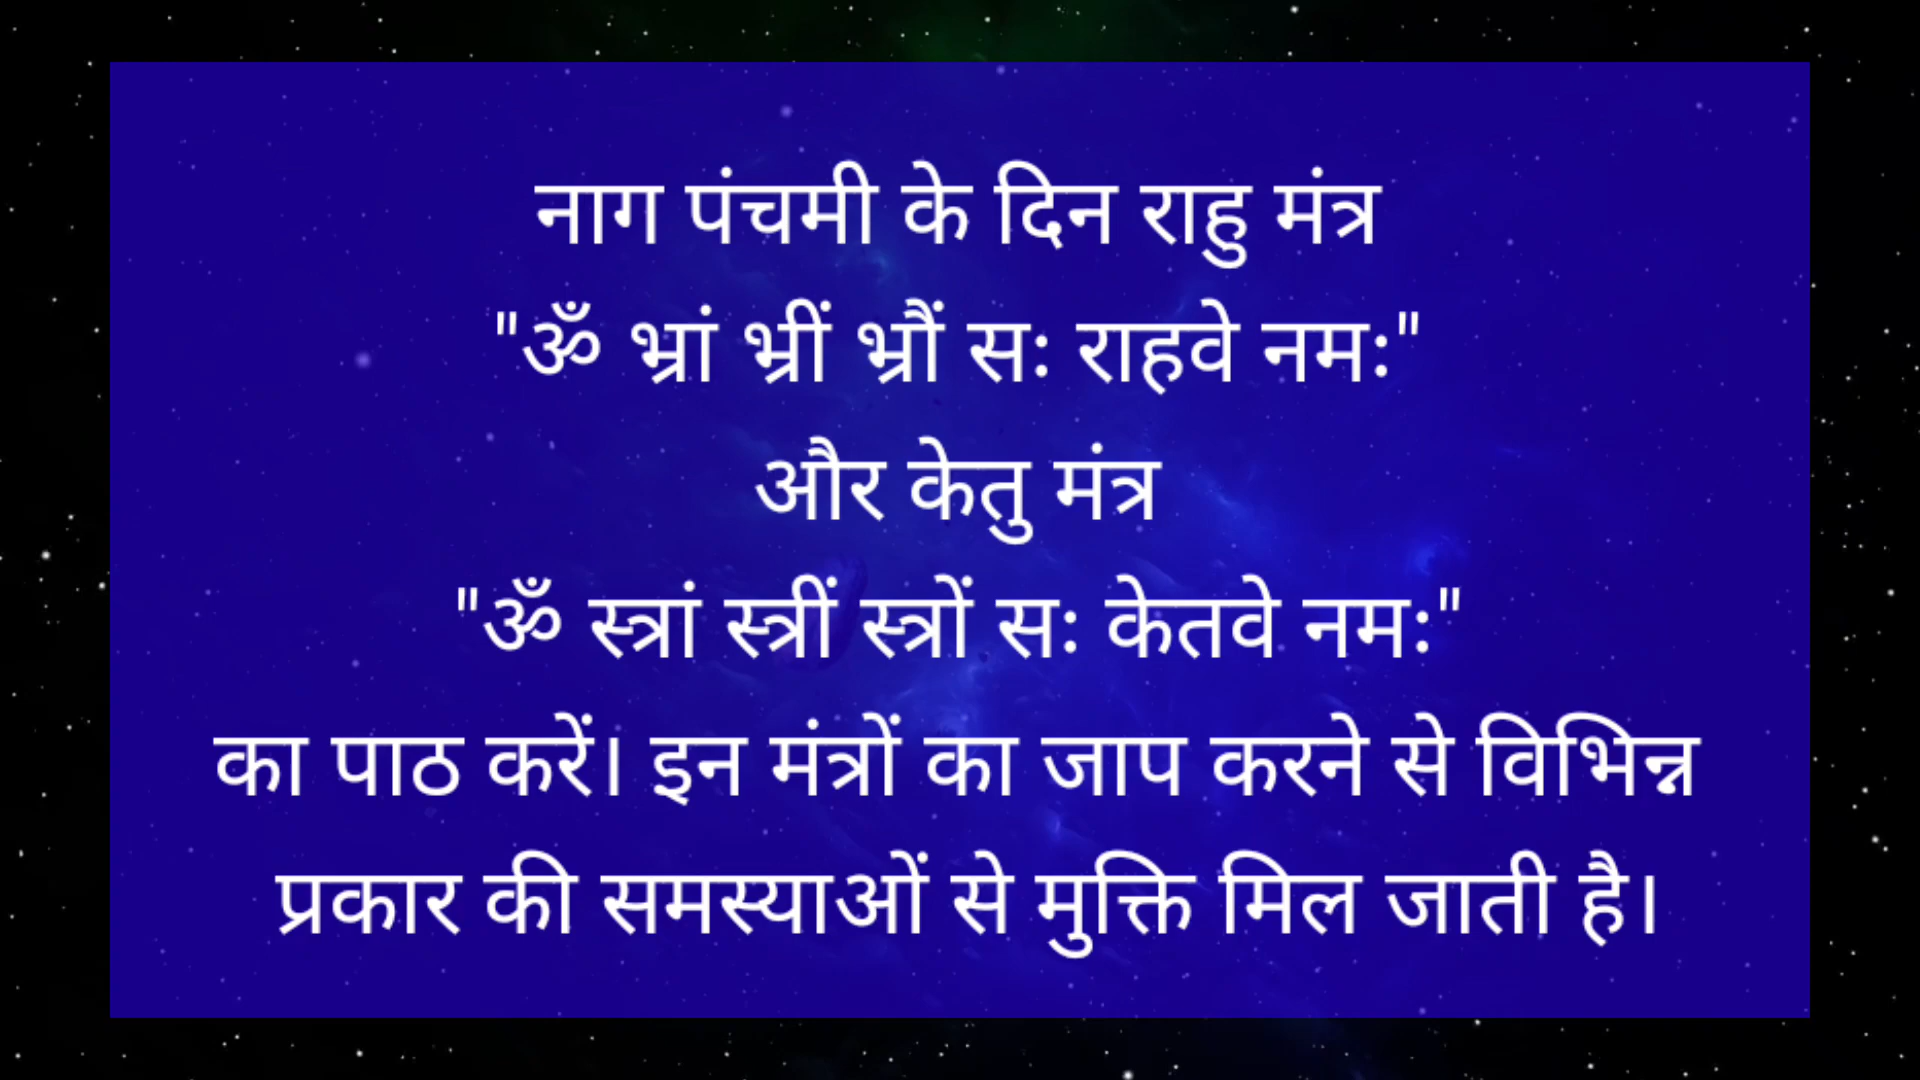 नाग पंचमी के दिन राहु मंत्र
"ॐ भ्रां भ्रीं भ्रौं सः राहवे नमः"
और केतु मंत्र
"ॐ स्त्रां स्त्रीं स्त्रों सः केतवे नमः"
का पाठ करें। इन मंत्रों का जाप करने से विभिन्न
प्रकार की समस्याओं से मुक्ति मिल जाती है।